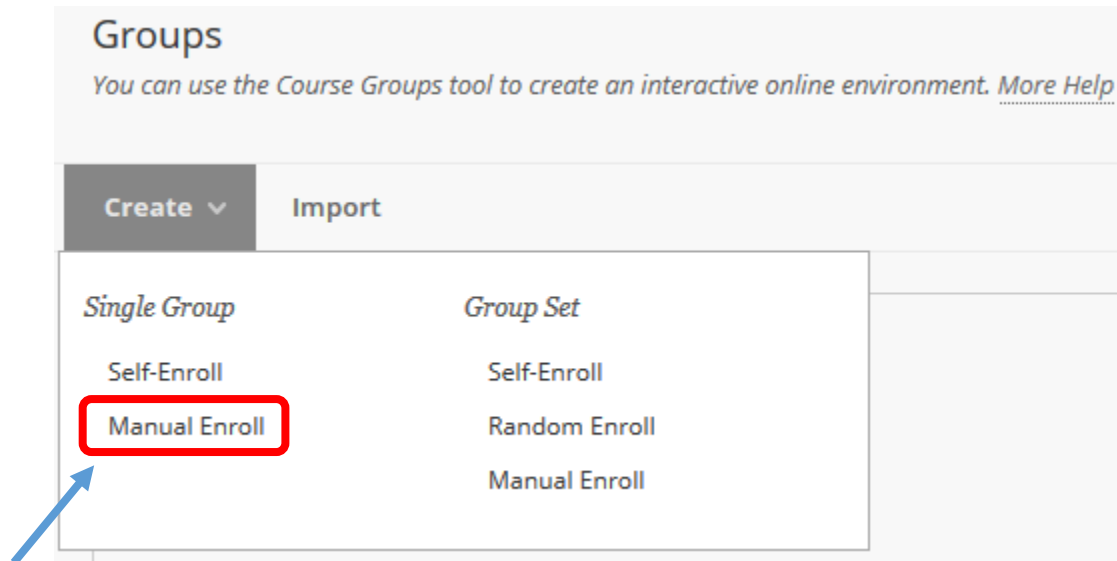 Groups
You can use the Course Groups tool to create an interactive online environment. More Help
Create Import
Single Group
Self-Enroll
Manual Enroll
Group Set
Self-Enroll
Random Enroll
Manual Enroll